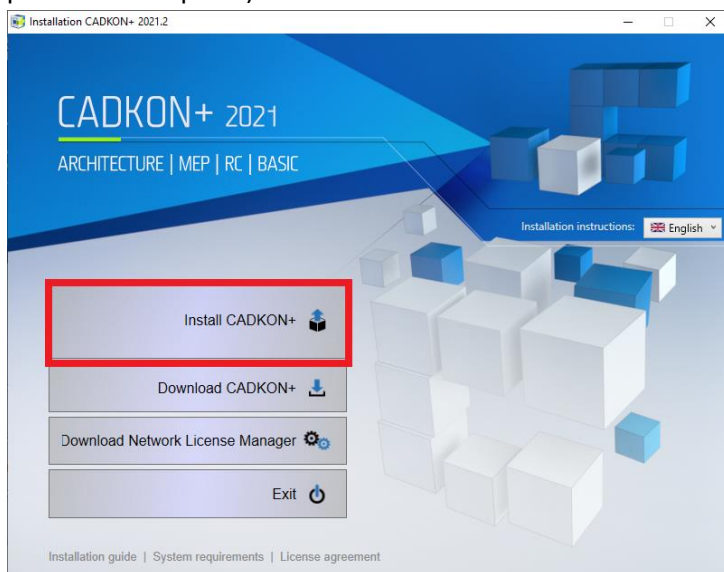 Installation CADKON+ 2021.2
CADKON+ 2021
ARCHITECTURE | MEP | RC | BASIC
Installation instructions: English
Install CADKON+
Download CADKON+
Download Network License Manager
Exit
Installation guide | System requirements | License agreement